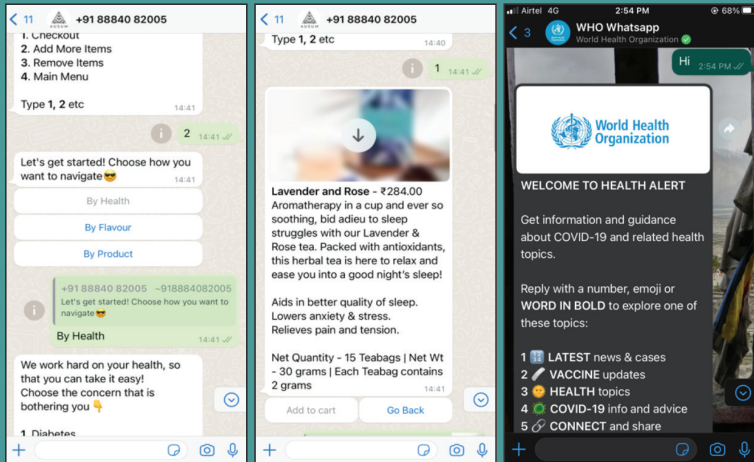 11
+91 88840 82005
1. Checkout
2. Add More Items
3. Remove Items
4. Main Menu
Type 1, 2 etc
14:41
2
14:41
Let's get started! Choose how you
want to navigate😎
14:41
By Health
By Flavour
By Product
+91 88840 82005 ~918884082005
Let's get started! Choose how you want to
navigate😎
By Health
14:41
We work hard on your health, so
that you can take it easy!
Choose the concern that is
bothering you 👇
1. Diabetes
11
+91 88840 82005
Type 1, 2 etc
14:40
1
14:41
Lavender and Rose - ₹284.00
Aromatherapy in a cup and ever so
soothing, bid adieu to sleep
struggles with our Lavender &
Rose tea. Packed with antioxidants,
this herbal tea is here to relax and
ease you into a good night's sleep!
Aids in better quality of sleep.
Lowers anxiety & stress.
Relieves pain and tension.
Net Quantity - 15 Teabags | Net Wt
- 30 grams | Each Teabag contains
2 grams
14:41
Add to cart
Go Back
Airtel 4G
2:54 PM
68%
3
WHO Whatsapp
World Health Organization
Hi
2:54 PM
World Health
Organization
WELCOME TO HEALTH ALERT
Get information and guidance
about COVID-19 and related health
topics.
Reply with a number, emoji or
WORD IN BOLD to explore one of
these topics:
1 🔢 LATEST news & cases
2 💉 VACCINE updates
3 😷 HEALTH topics
4 🦠 COVID-19 info and advice
5 🔗 CONNECT and share